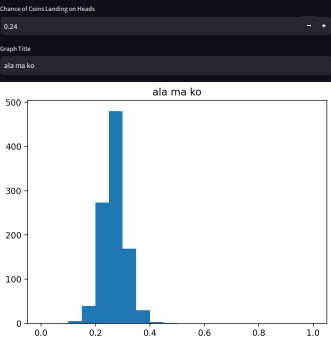 Chance of Coins Landing on Heads
0.24
− +
Graph Title
ala ma ko
ala ma ko
500
400
300
200
100
0
0.0 0.2 0.4 0.6 0.8 1.0